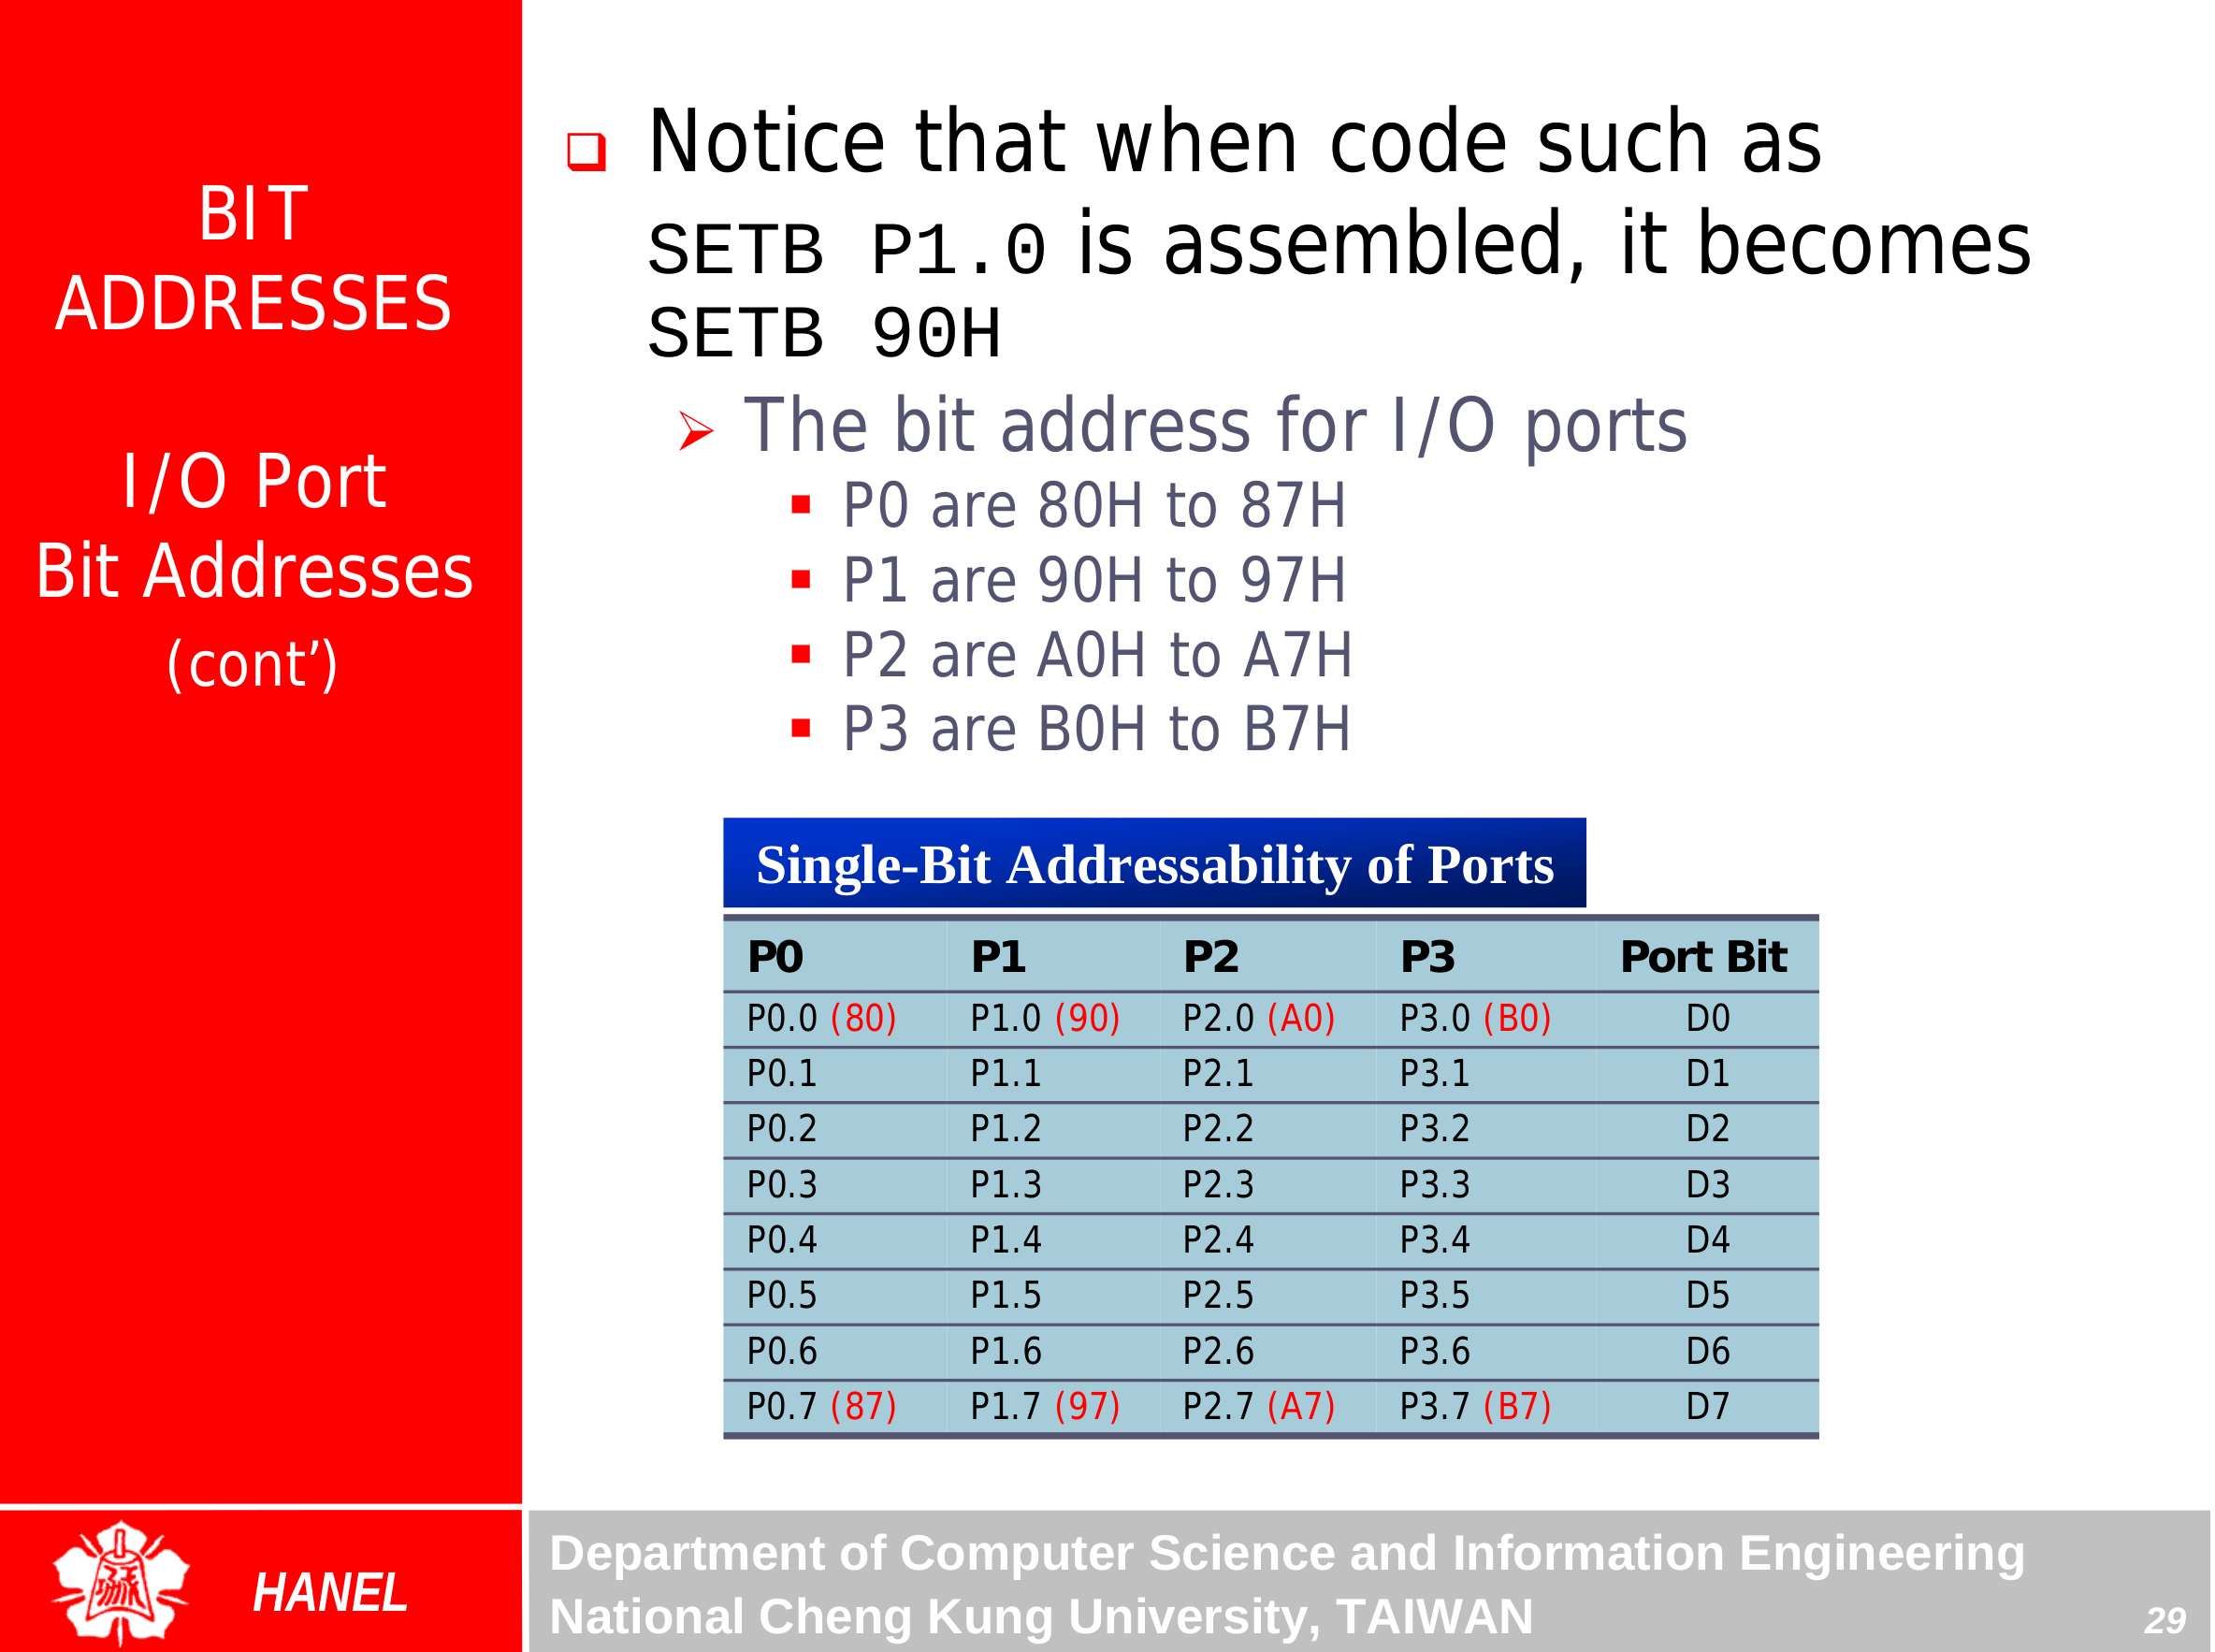 BIT
ADDRESSES
I/O Port
Bit Addresses
(cont’)
Notice that when code such as
SETB P1.0 is assembled, it becomes
SETB 90H
The bit address for I/O ports
P0 are 80H to 87H
P1 are 90H to 97H
P2 are A0H to A7H
P3 are B0H to B7H
Single-Bit Addressability of Ports
P0 P1 P2 P3 Port Bit
P0.0 (80) P1.0 (90) P2.0 (A0) P3.0 (B0) D0
P0.1 P1.1 P2.1 P3.1 D1
P0.2 P1.2 P2.2 P3.2 D2
P0.3 P1.3 P2.3 P3.3 D3
P0.4 P1.4 P2.4 P3.4 D4
P0.5 P1.5 P2.5 P3.5 D5
P0.6 P1.6 P2.6 P3.6 D6
P0.7 (87) P1.7 (97) P2.7 (A7) P3.7 (B7) D7
HANEL
Department of Computer Science and Information Engineering
National Cheng Kung University, TAIWAN
29